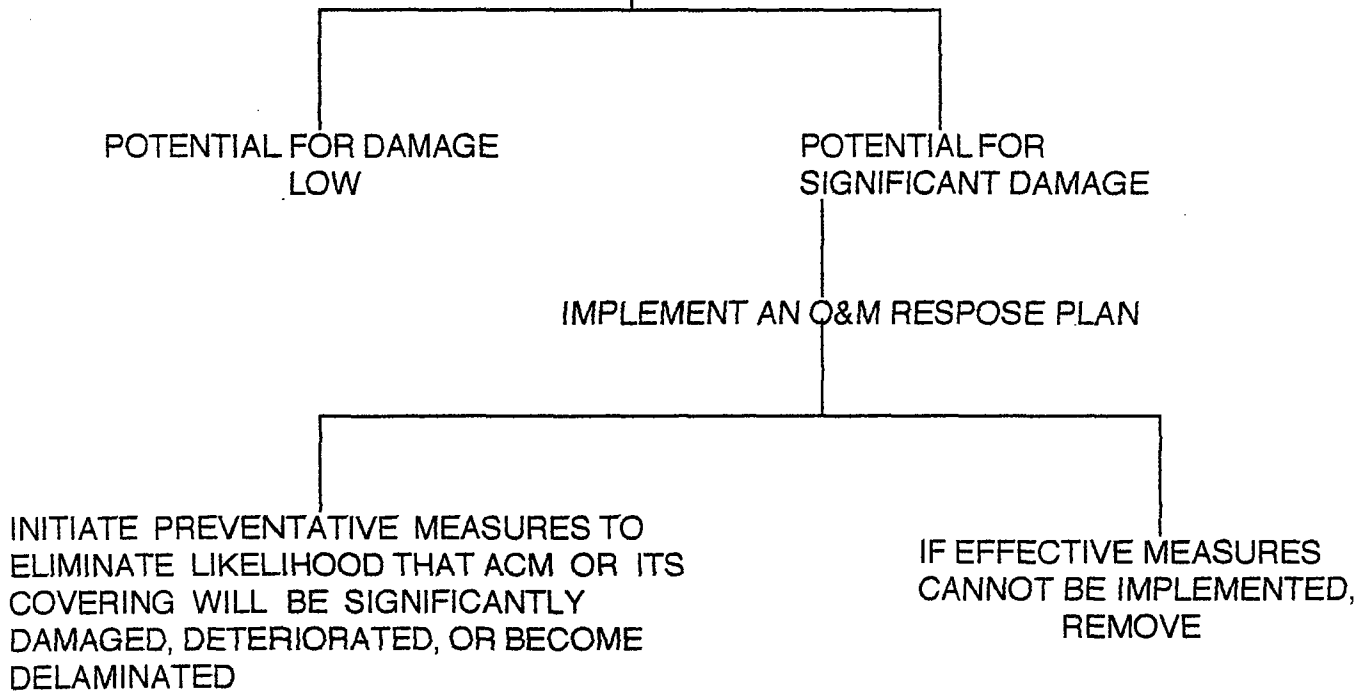 POTENTIAL FOR DAMAGE
LOW
POTENTIAL FOR
SIGNIFICANT DAMAGE
IMPLEMENT AN O&M RESPOSE PLAN
INITIATE PREVENTATIVE MEASURES TO
ELIMINATE LIKELIHOOD THAT ACM OR ITS
COVERING WILL BE SIGNIFICANTLY
DAMAGED, DETERIORATED, OR BECOME
DELAMINATED
IF EFFECTIVE MEASURES
CANNOT BE IMPLEMENTED,
REMOVE